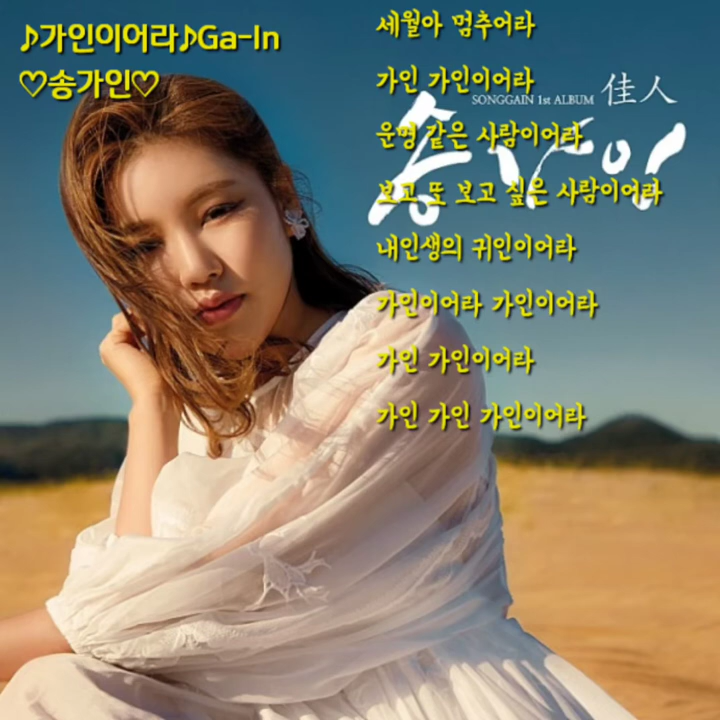 ♪가인이어라♪Ga-In
♡송가인♡
세월아 멈추어라
가인 가인이어라
SONGGAIN 1st ALBUM 佳人
송가인
운명 같은 사람이어라
보고 또 보고 싶은 사람이어라
내인생의 귀인이어라
가인이어라 가인이어라
가인 가인이어라
가인 가인 가인이어라